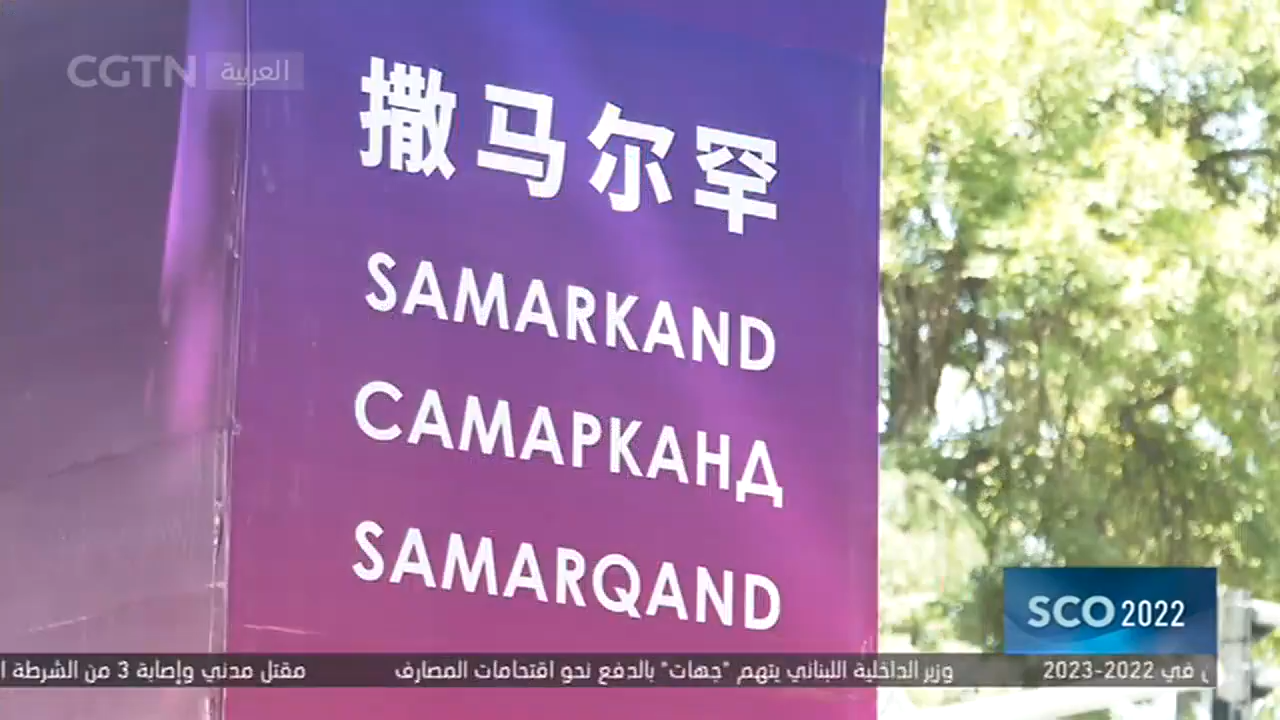 CGTN العربية
撒马尔罕
SAMARKAND
САМАРКАНД
SAMARQAND
SCO 2022
في 2022-2023 وزير الداخلية اللبناني يتهم "جهات" بالدفع نحو اقتحامات المصارف مقتل مدني وإصابة 3 من الشرطة